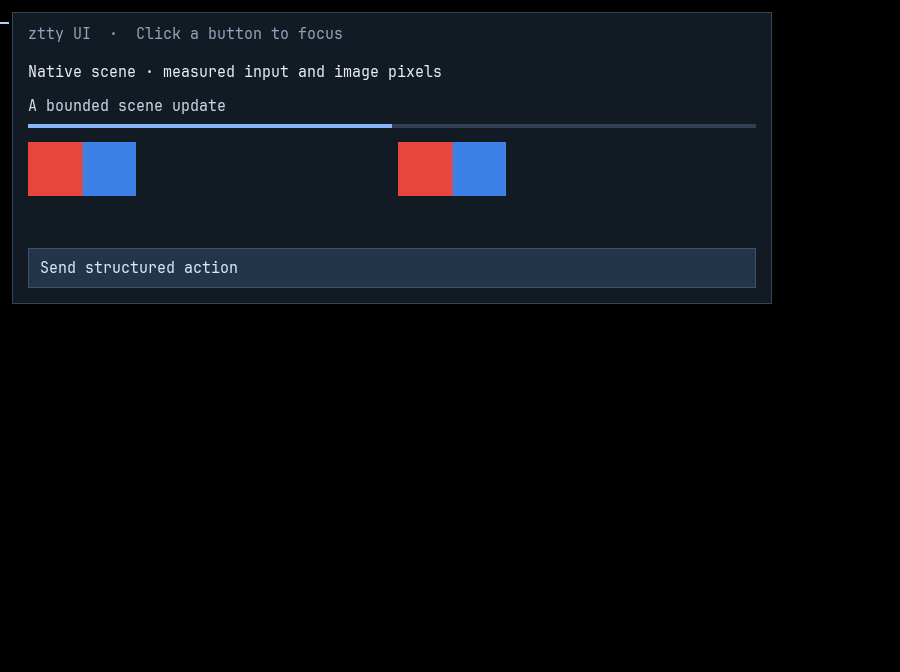 ztty UI · Click a button to focus
Native scene · measured input and image pixels
A bounded scene update
Send structured action